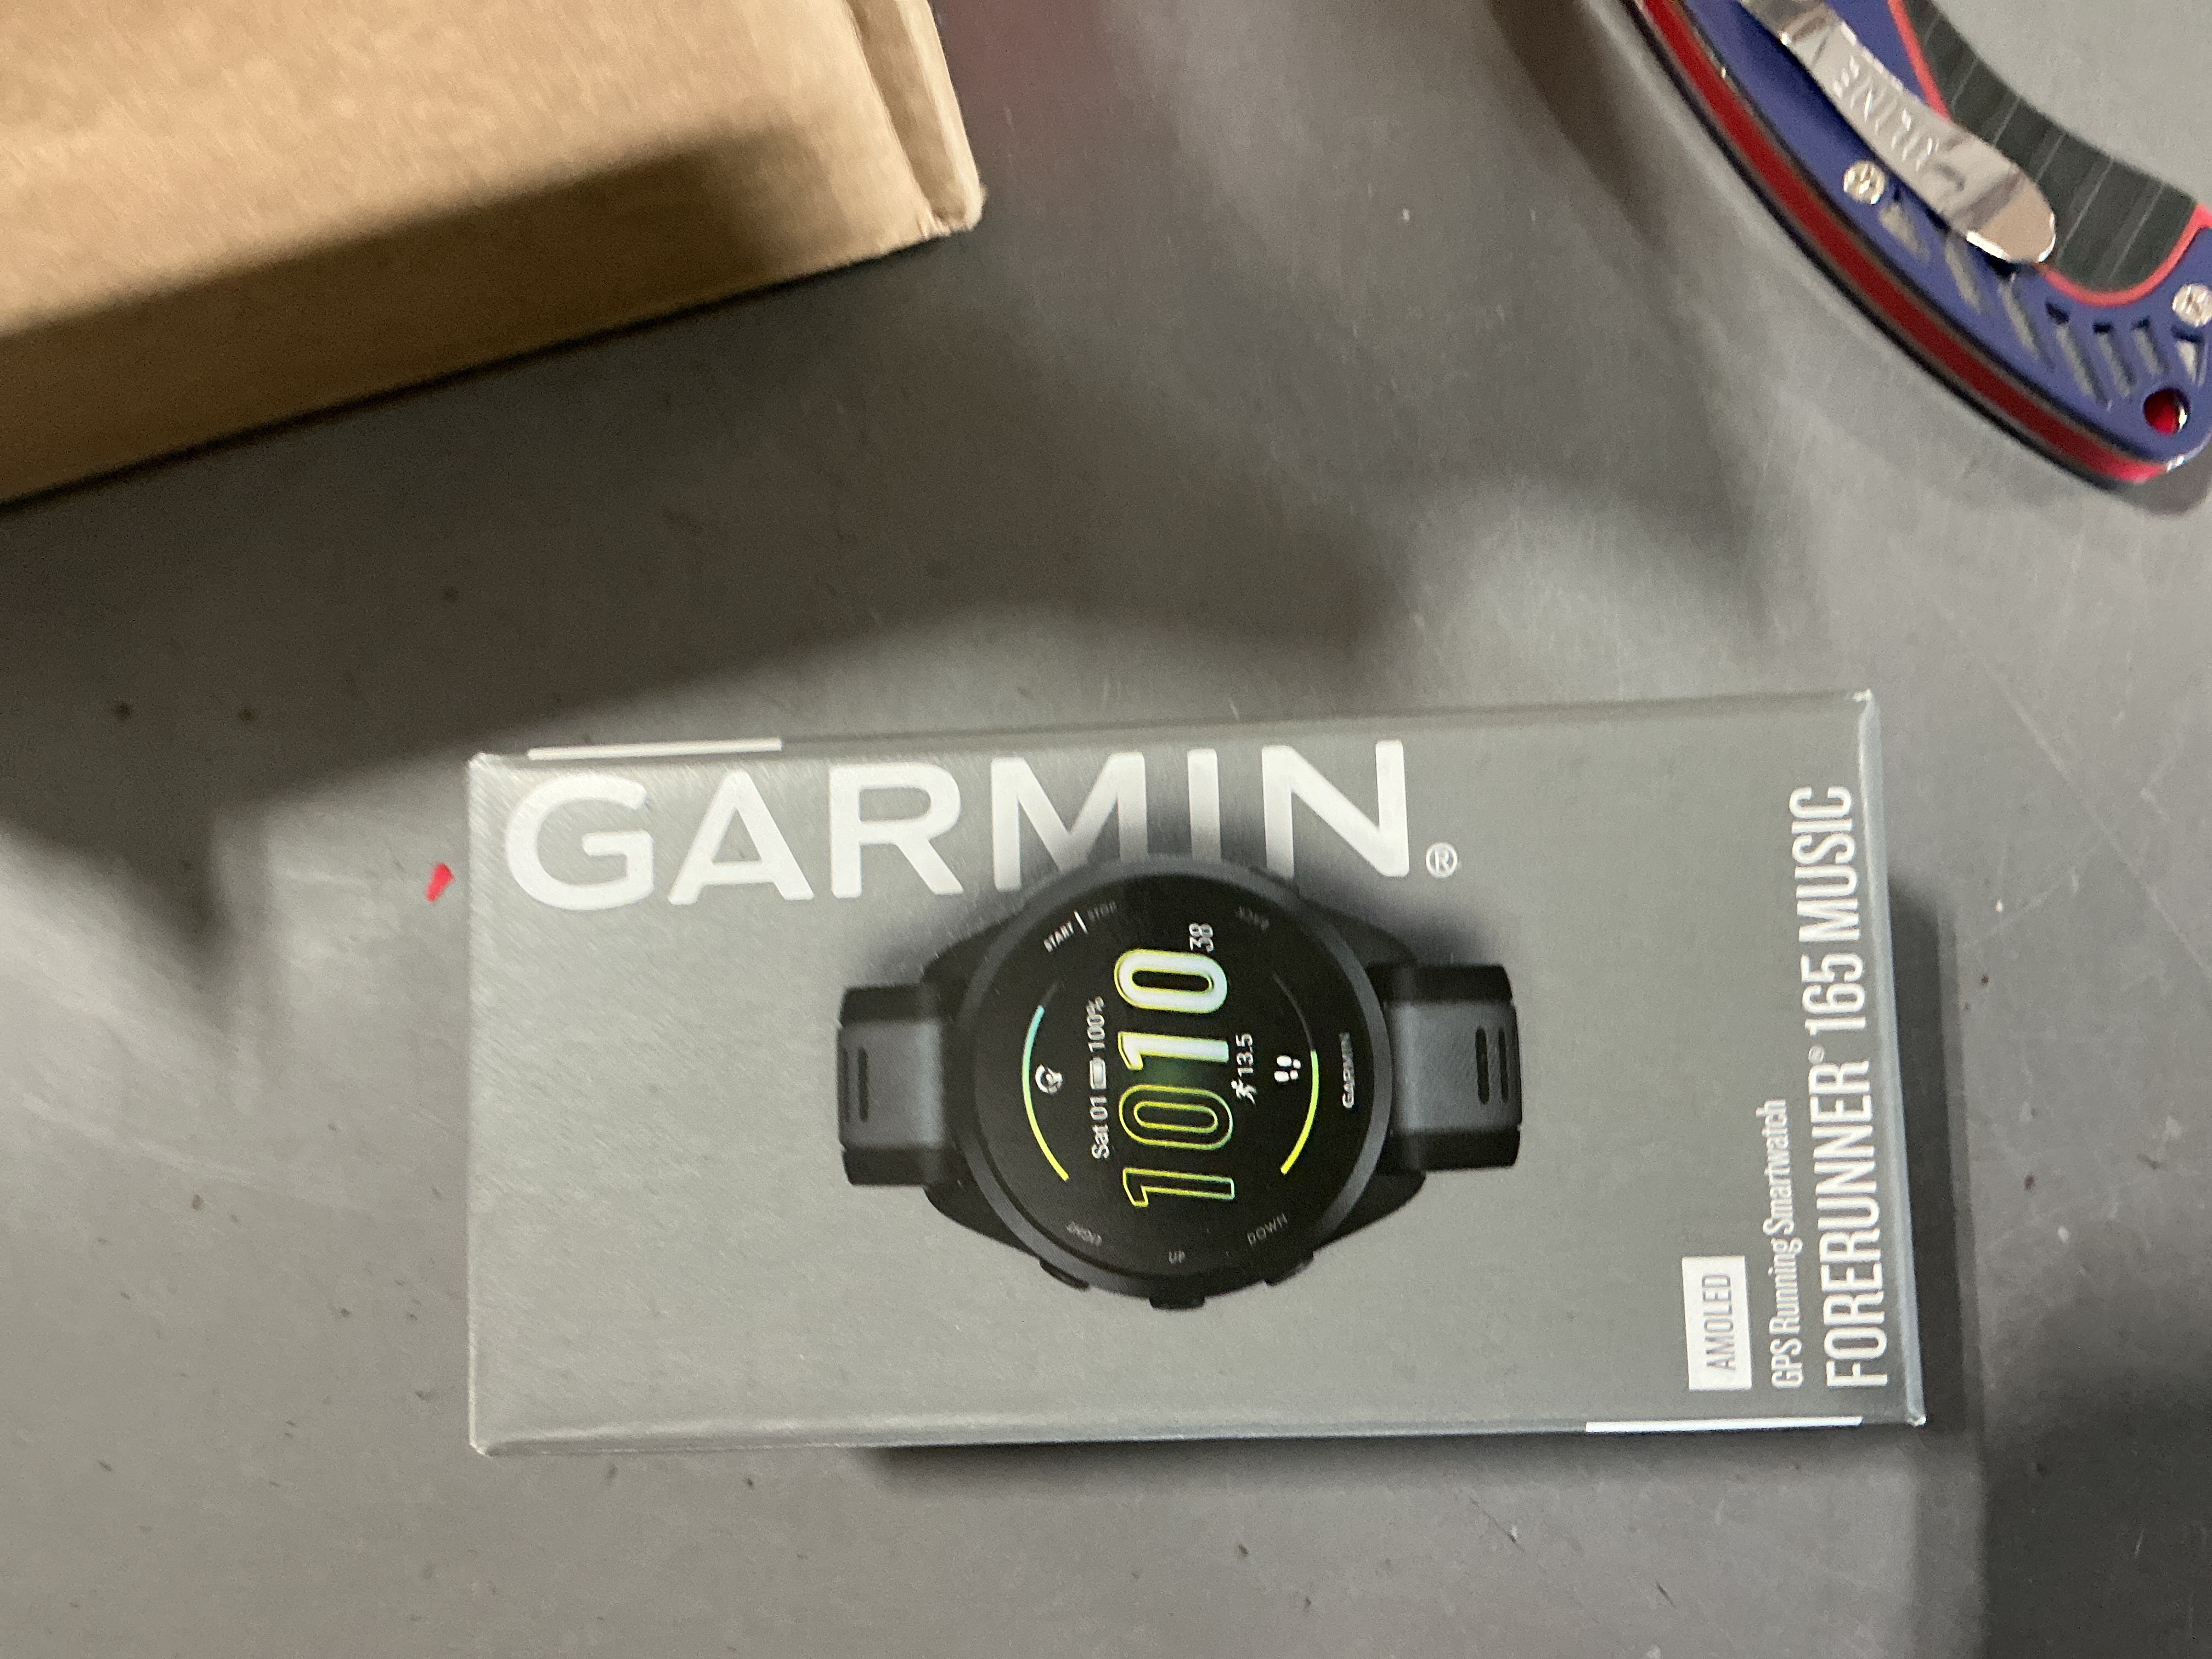 GARMIN®
START | STOP
BACK
LIGHT
UP
DOWN
Sat 01 100%
1010 38
13.5
GARMIN
AMOLED
GPS Running Smartwatch
FORERUNNER® 165 MUSIC